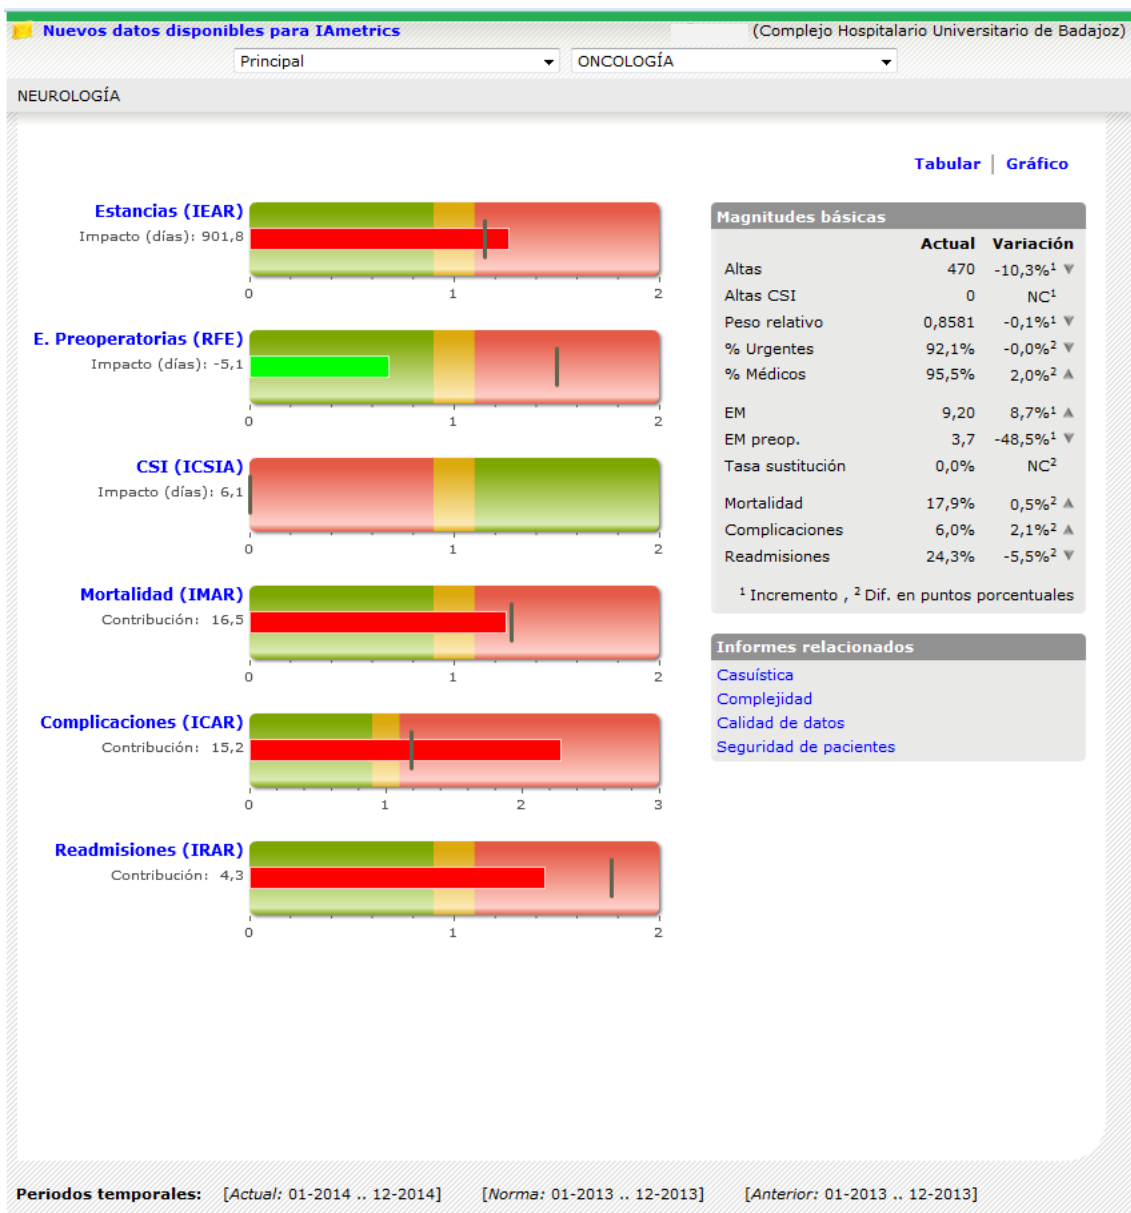 Nuevos datos disponibles para IAmetrics
(Complejo Hospitalario Universitario de Badajoz)
Principal
ONCOLOGÍA
NEUROLOGÍA
Tabular | Gráfico
Estancias (IEAR)
Impacto (días): 901,8
0 1 2
E. Preoperatorias (RFE)
Impacto (días): -5,1
0 1 2
CSI (ICSIA)
Impacto (días): 6,1
0 1 2
Mortalidad (IMAR)
Contribución: 16,5
0 1 2
Complicaciones (ICAR)
Contribución: 15,2
0 1 2 3
Readmisiones (IRAR)
Contribución: 4,3
0 1 2
Magnitudes básicas
Actual Variación
Altas 470 -10,3%¹ ▼
Altas CSI 0 NC¹
Peso relativo 0,8581 -0,1%¹ ▼
% Urgentes 92,1% -0,0%² ▼
% Médicos 95,5% 2,0%² ▲
EM 9,20 8,7%¹ ▲
EM preop. 3,7 -48,5%¹ ▼
Tasa sustitución 0,0% NC²
Mortalidad 17,9% 0,5%² ▲
Complicaciones 6,0% 2,1%² ▲
Readmisiones 24,3% -5,5%² ▼
¹ Incremento , ² Dif. en puntos porcentuales
Informes relacionados
Casuística
Complejidad
Calidad de datos
Seguridad de pacientes
Periodos temporales: [Actual: 01-2014 .. 12-2014] [Norma: 01-2013 .. 12-2013] [Anterior: 01-2013 .. 12-2013]